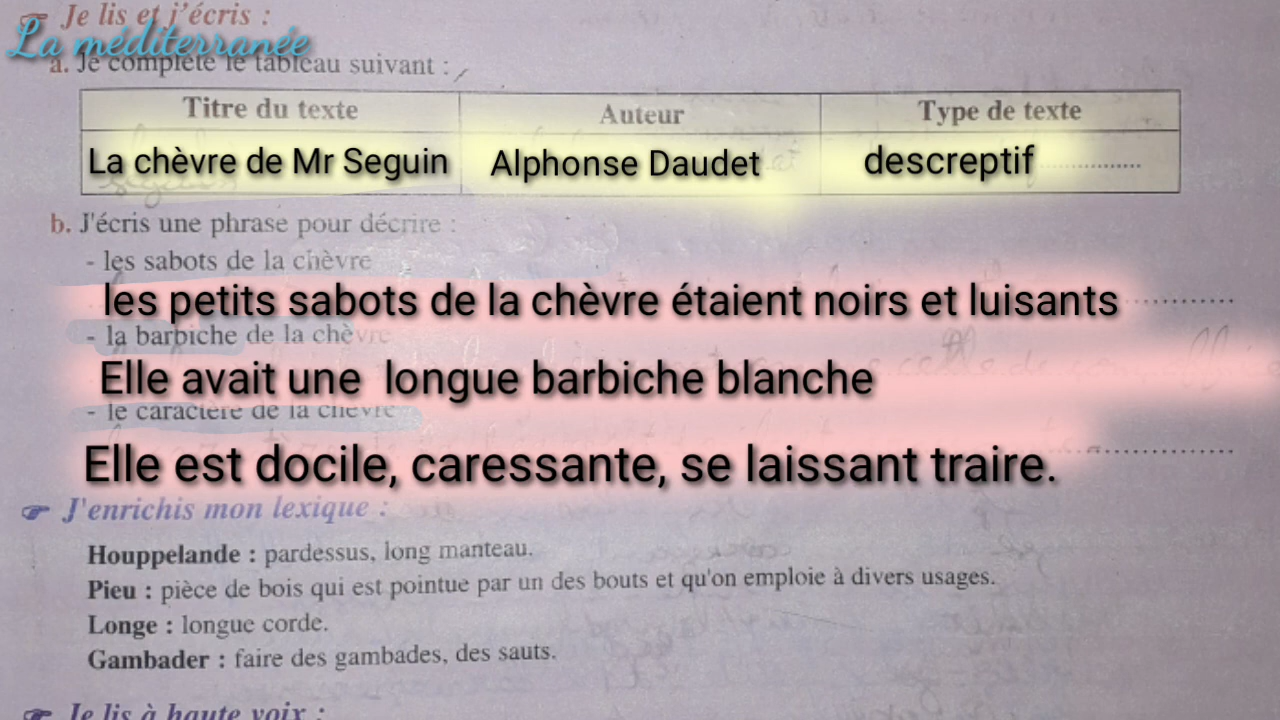 Je lis et j'écris :
La méditerranée
a. Je complète le tableau suivant :
Titre du texte Auteur Type de texte
La chèvre de Mr Seguin Alphonse Daudet descreptif
b. J'écris une phrase pour décrire :
- les sabots de la chèvre
les petits sabots de la chèvre étaient noirs et luisants
- la barbiche de la chèvre
Elle avait une longue barbiche blanche
- le caractère de la chèvre
Elle est docile, caressante, se laissant traire.
J'enrichis mon lexique :
Houppelande : pardessus, long manteau.
Pieu : pièce de bois qui est pointue par un des bouts et qu'on emploie à divers usages.
Longe : longue corde.
Gambader : faire des gambades, des sauts.
Je lis à haute voix :